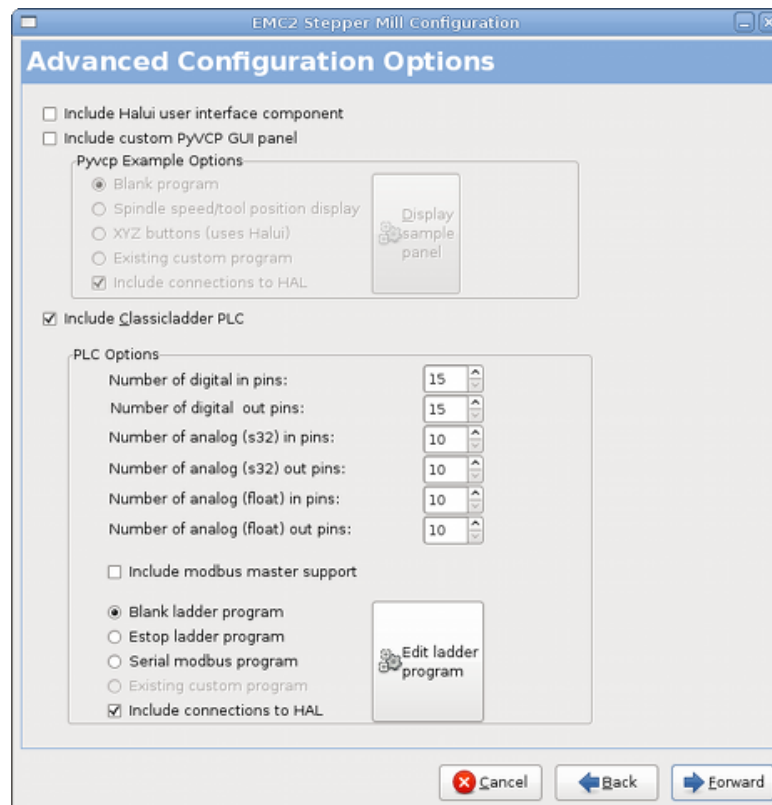 EMC2 Stepper Mill Configuration
Advanced Configuration Options
Include Halui user interface component
Include custom PyVCP GUI panel
Pyvcp Example Options
Blank program
Spindle speed/tool position display
XYZ buttons (uses Halui)
Existing custom program
Include connections to HAL
Display
sample
panel
Include Classicladder PLC
PLC Options
Number of digital in pins: 15
Number of digital out pins: 15
Number of analog (s32) in pins: 10
Number of analog (s32) out pins: 10
Number of analog (float) in pins: 10
Number of analog (float) out pins: 10
Include modbus master support
Blank ladder program
Estop ladder program
Serial modbus program
Existing custom program
Include connections to HAL
Edit ladder
program
Cancel Back Forward